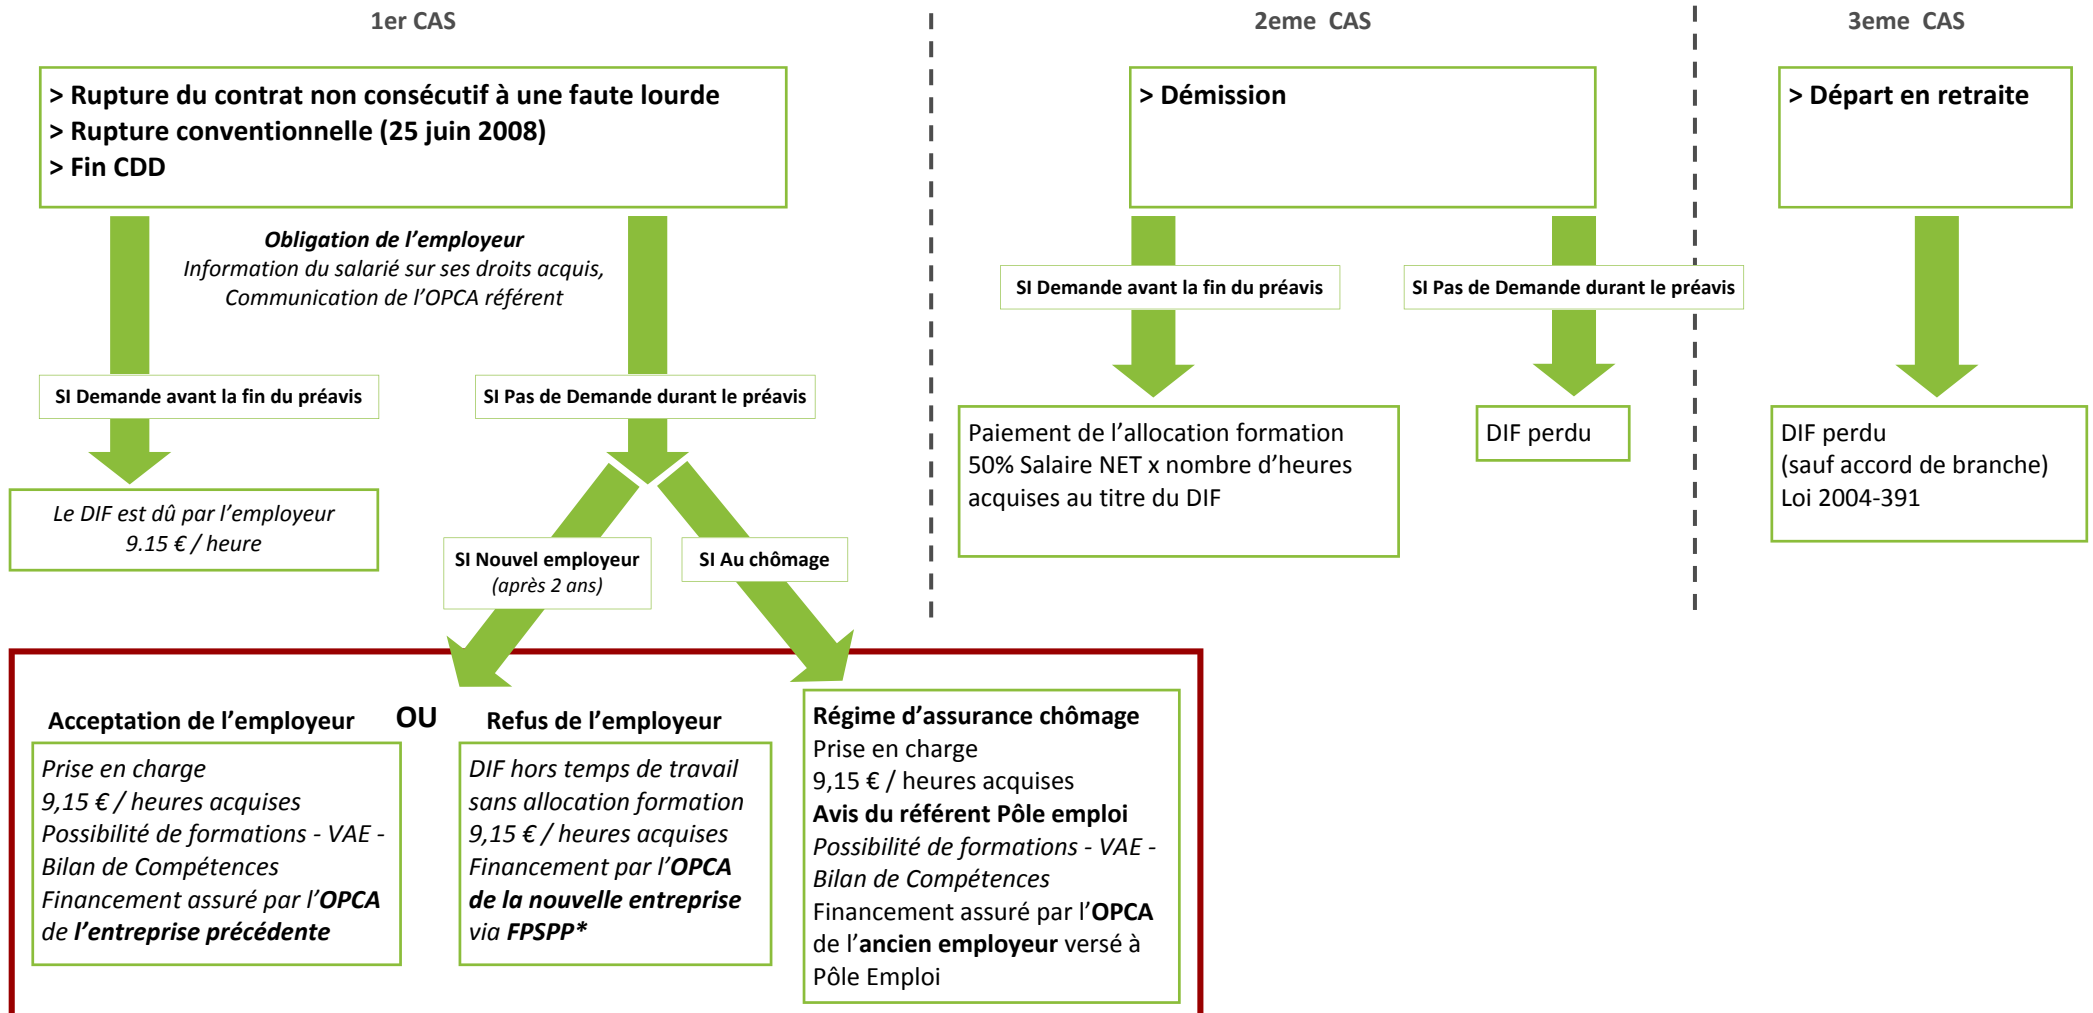 1er CAS
> Rupture du contrat non consécutif à une faute lourde
> Rupture conventionnelle (25 juin 2008)
> Fin CDD
Obligation de l’employeur
Information du salarié sur ses droits acquis,
Communication de l’OPCA référent
SI Demande avant la fin du préavis
SI Pas de Demande durant le préavis
Le DIF est dû par l’employeur
9.15 € / heure
SI Nouvel employeur
(après 2 ans)
SI Au chômage
Acceptation de l’employeur
OU
Refus de l’employeur
Prise en charge
9,15 € / heures acquises
Possibilité de formations - VAE -
Bilan de Compétences
Financement assuré par l’OPCA
de l’entreprise précédente
DIF hors temps de travail
sans allocation formation
9,15 € / heures acquises
Financement par l’OPCA
de la nouvelle entreprise
via FPSPP*
Régime d’assurance chômage
Prise en charge
9,15 € / heures acquises
Avis du référent Pôle emploi
Possibilité de formations - VAE -
Bilan de Compétences
Financement assuré par l’OPCA
de l’ancien employeur versé à
Pôle Emploi
2eme CAS
> Démission
SI Demande avant la fin du préavis
SI Pas de Demande durant le préavis
Paiement de l’allocation formation
50% Salaire NET x nombre d’heures
acquises au titre du DIF
DIF perdu
3eme CAS
> Départ en retraite
DIF perdu
(sauf accord de branche)
Loi 2004-391